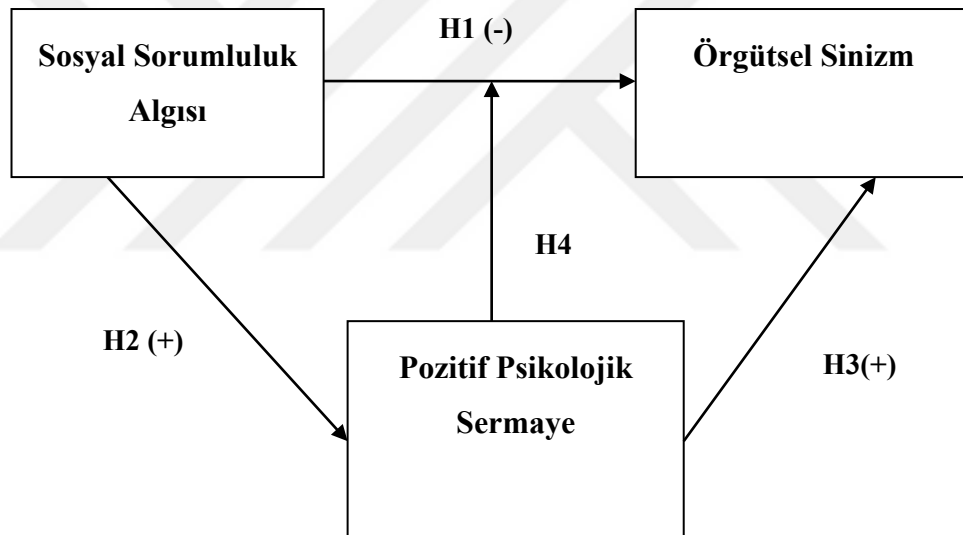 H1 (-)
Sosyal Sorumluluk
Algısı
Örgütsel Sinizm
H4
H2 (+)
H3(+)
Pozitif Psikolojik
Sermaye